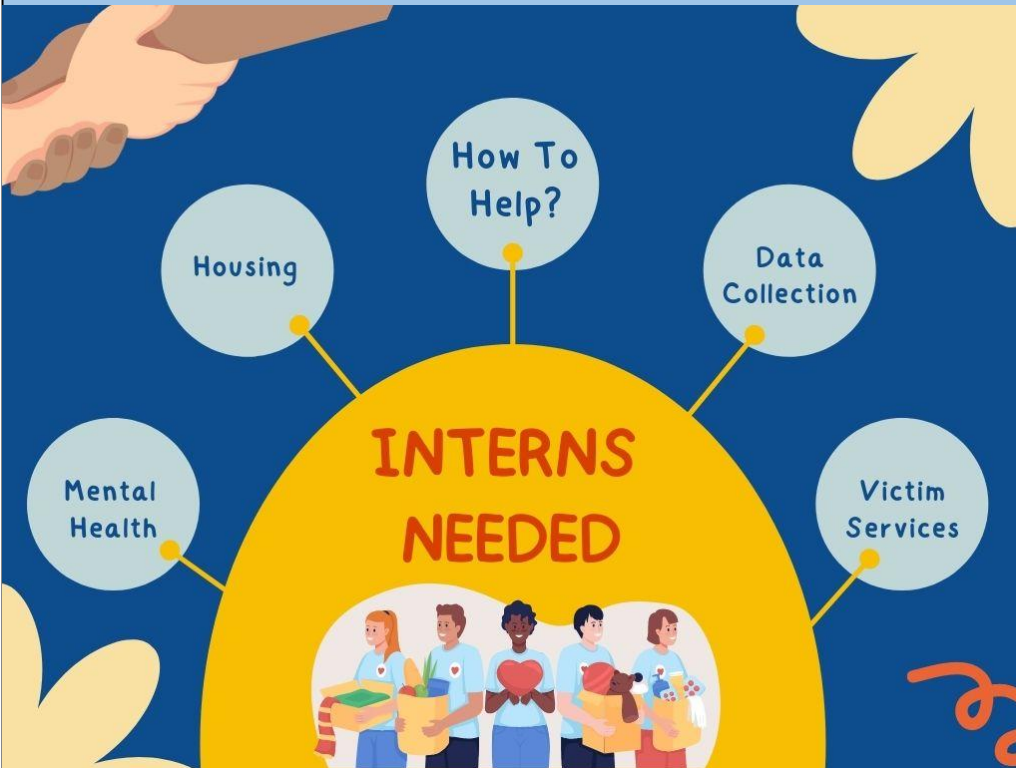 How To
Help?
Housing
Data
Collection
Mental
Health
Victim
Services
INTERNS
NEEDED